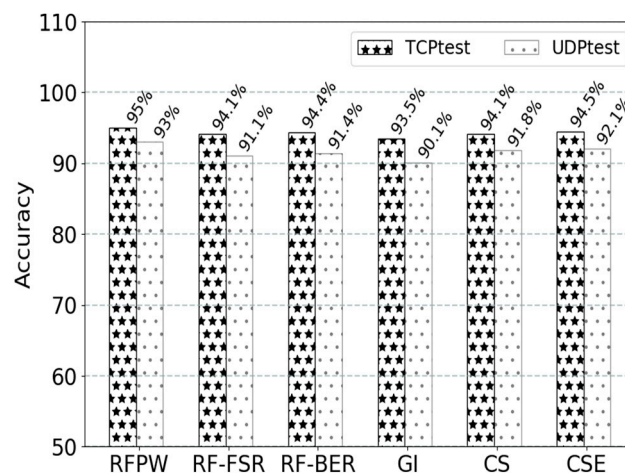 110
TCPtest UDPtest
100
95% 93% 94.1% 91.1% 94.4% 91.4% 93.5% 90.1% 94.1% 91.8% 94.5% 92.1%
90
Accuracy
80
70
60
50
RFPW RF-FSR RF-BER GI CS CSE